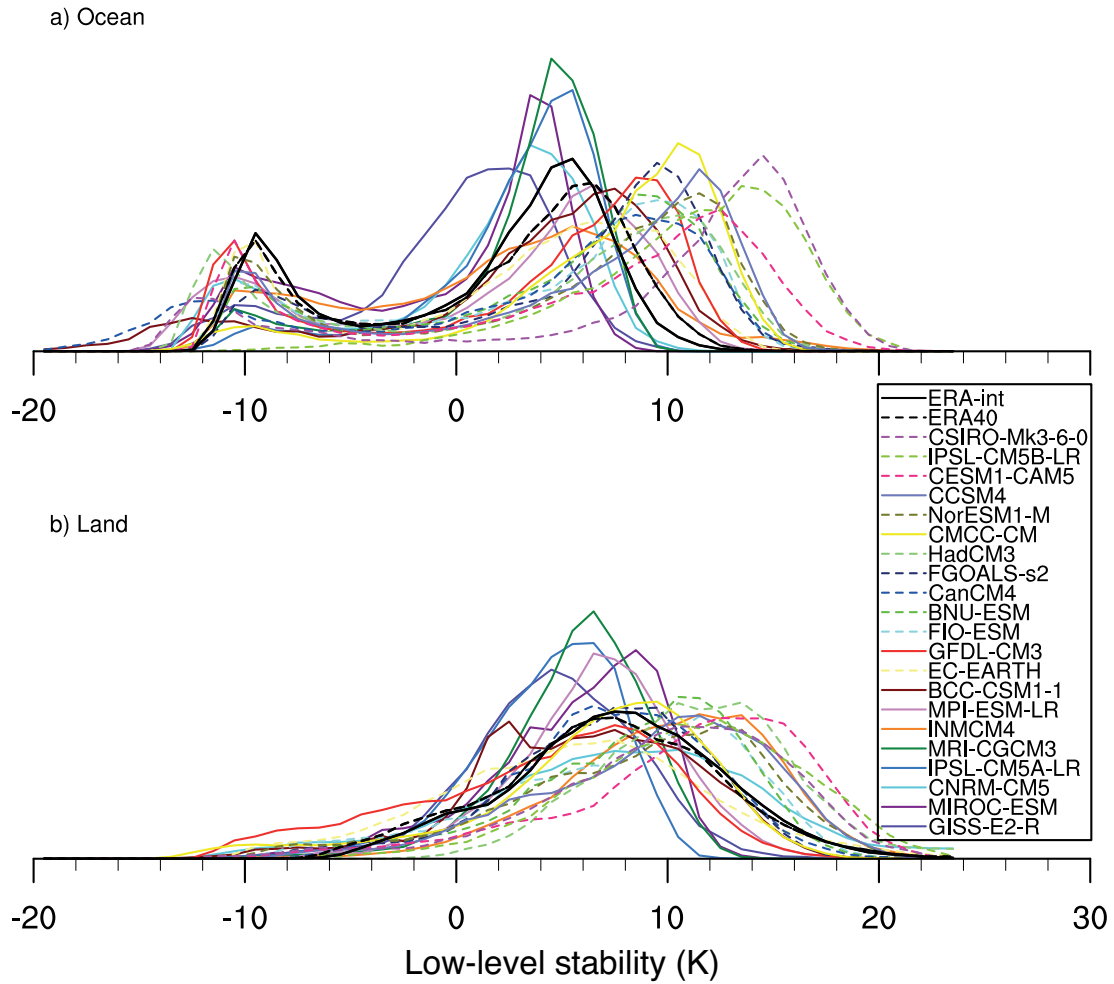 a) Ocean
-20 -10 0 10
ERA-int
ERA40
CSIRO-Mk3-6-0
IPSL-CM5B-LR
CESM1-CAM5
CCSM4
NorESM1-M
CMCC-CM
HadCM3
FGOALS-s2
CanCM4
BNU-ESM
FIO-ESM
GFDL-CM3
EC-EARTH
BCC-CSM1-1
MPI-ESM-LR
INMCM4
MRI-CGCM3
IPSL-CM5A-LR
CNRM-CM5
MIROC-ESM
GISS-E2-R
b) Land
-20 -10 0 10 20 30
Low-level stability (K)